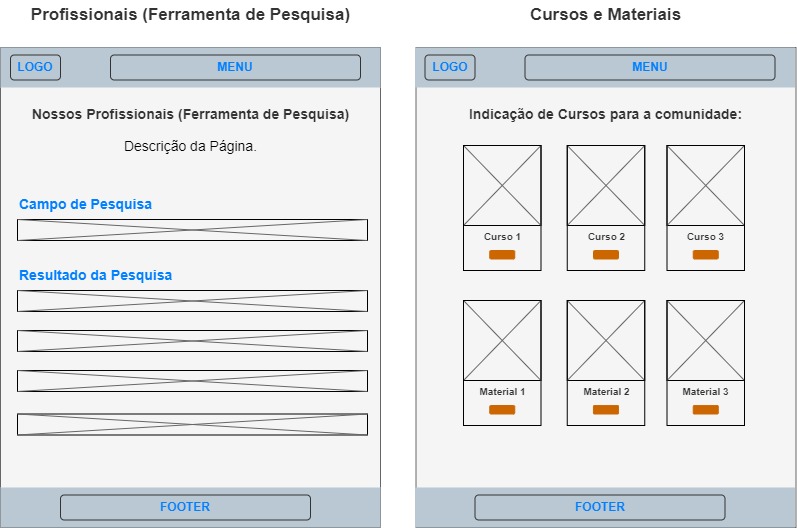 Profissionais (Ferramenta de Pesquisa)
LOGO
MENU
Nossos Profissionais (Ferramenta de Pesquisa)
Descrição da Página.
Campo de Pesquisa
Resultado da Pesquisa
FOOTER
Cursos e Materiais
LOGO
MENU
Indicação de Cursos para a comunidade:
Curso 1
Curso 2
Curso 3
Material 1
Material 2
Material 3
FOOTER